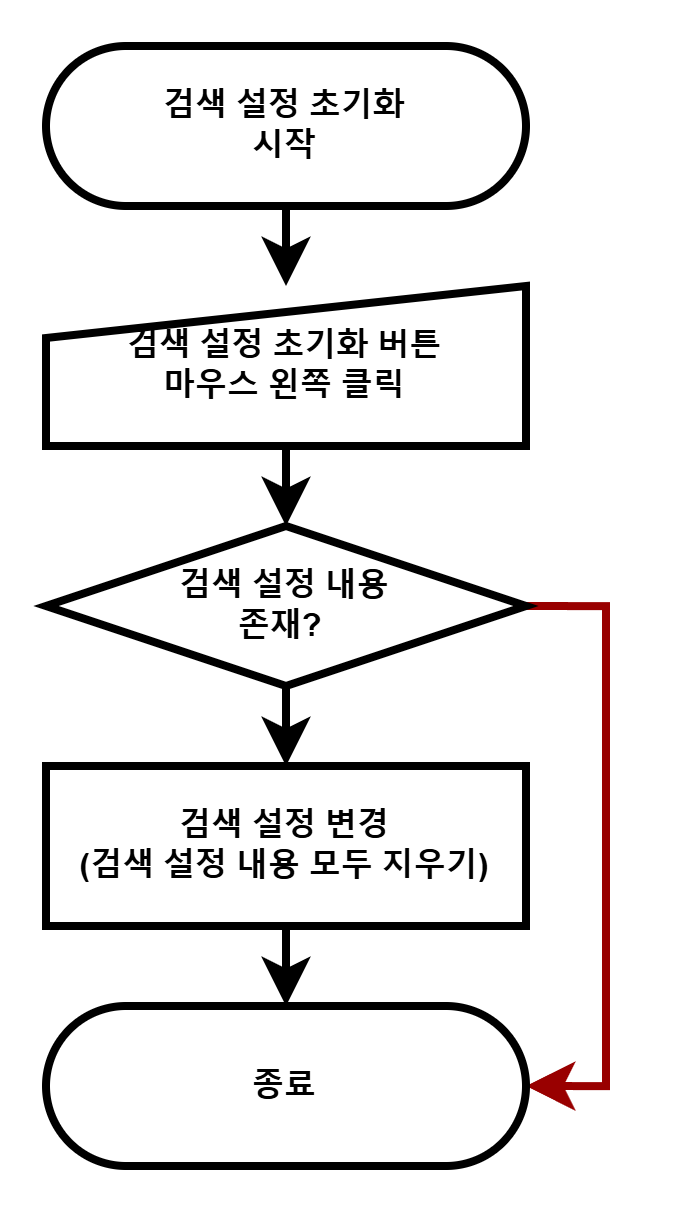 검색 설정 초기화
시작
검색 설정 초기화 버튼
마우스 왼쪽 클릭
검색 설정 내용
존재?
검색 설정 변경
(검색 설정 내용 모두 지우기)
종료